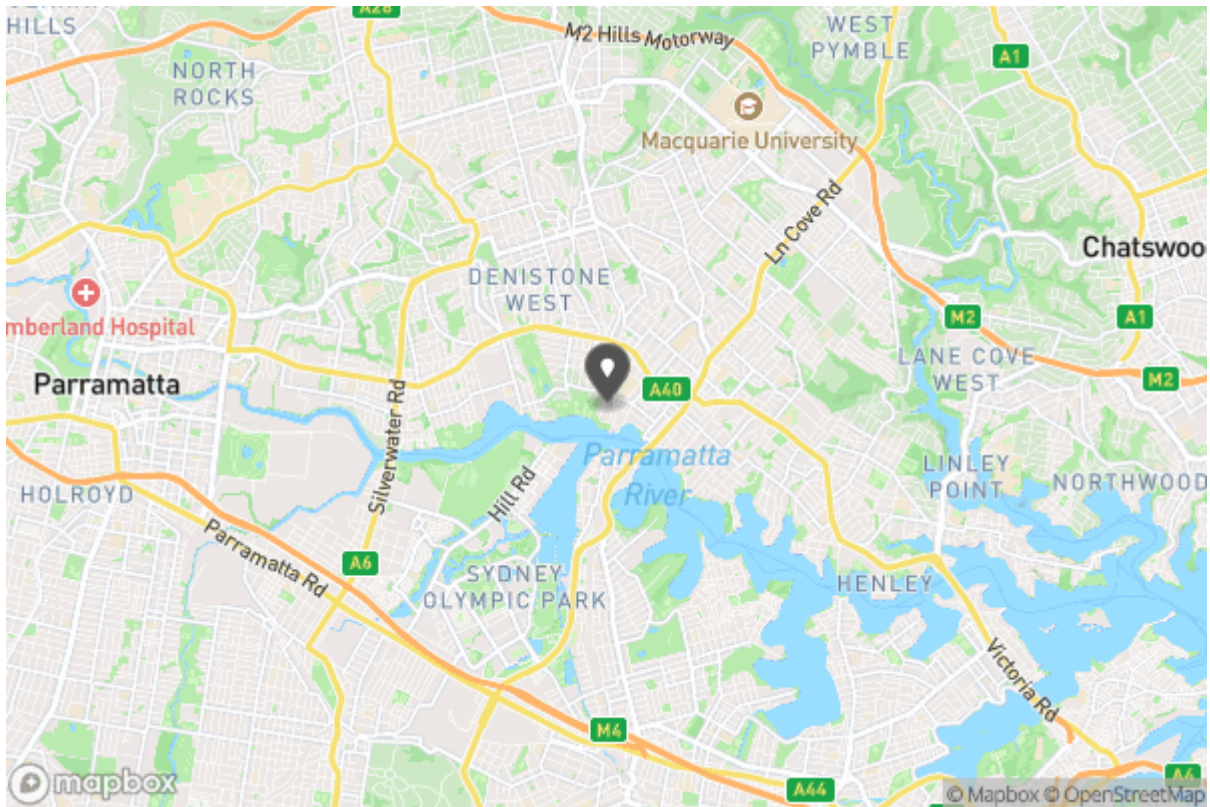 HILLS
A28
M2 Hills Motorway
WEST
PYMBLE
A1
NORTH
ROCKS
Macquarie University
Ln Cove Rd
Chatswoo
DENISTONE
WEST
mberland Hospital
M2
A1
LANE COVE
WEST
M2
Parramatta
A40
Silverwater Rd
Parramatta
River
Hill Rd
LINLEY
POINT
NORTHWOOD
HOLROYD
Parramatta Rd
A6
SYDNEY
OLYMPIC PARK
HENLEY
Victoria Rd
M4
A44
A4
mapbox
© Mapbox © OpenStreetMap